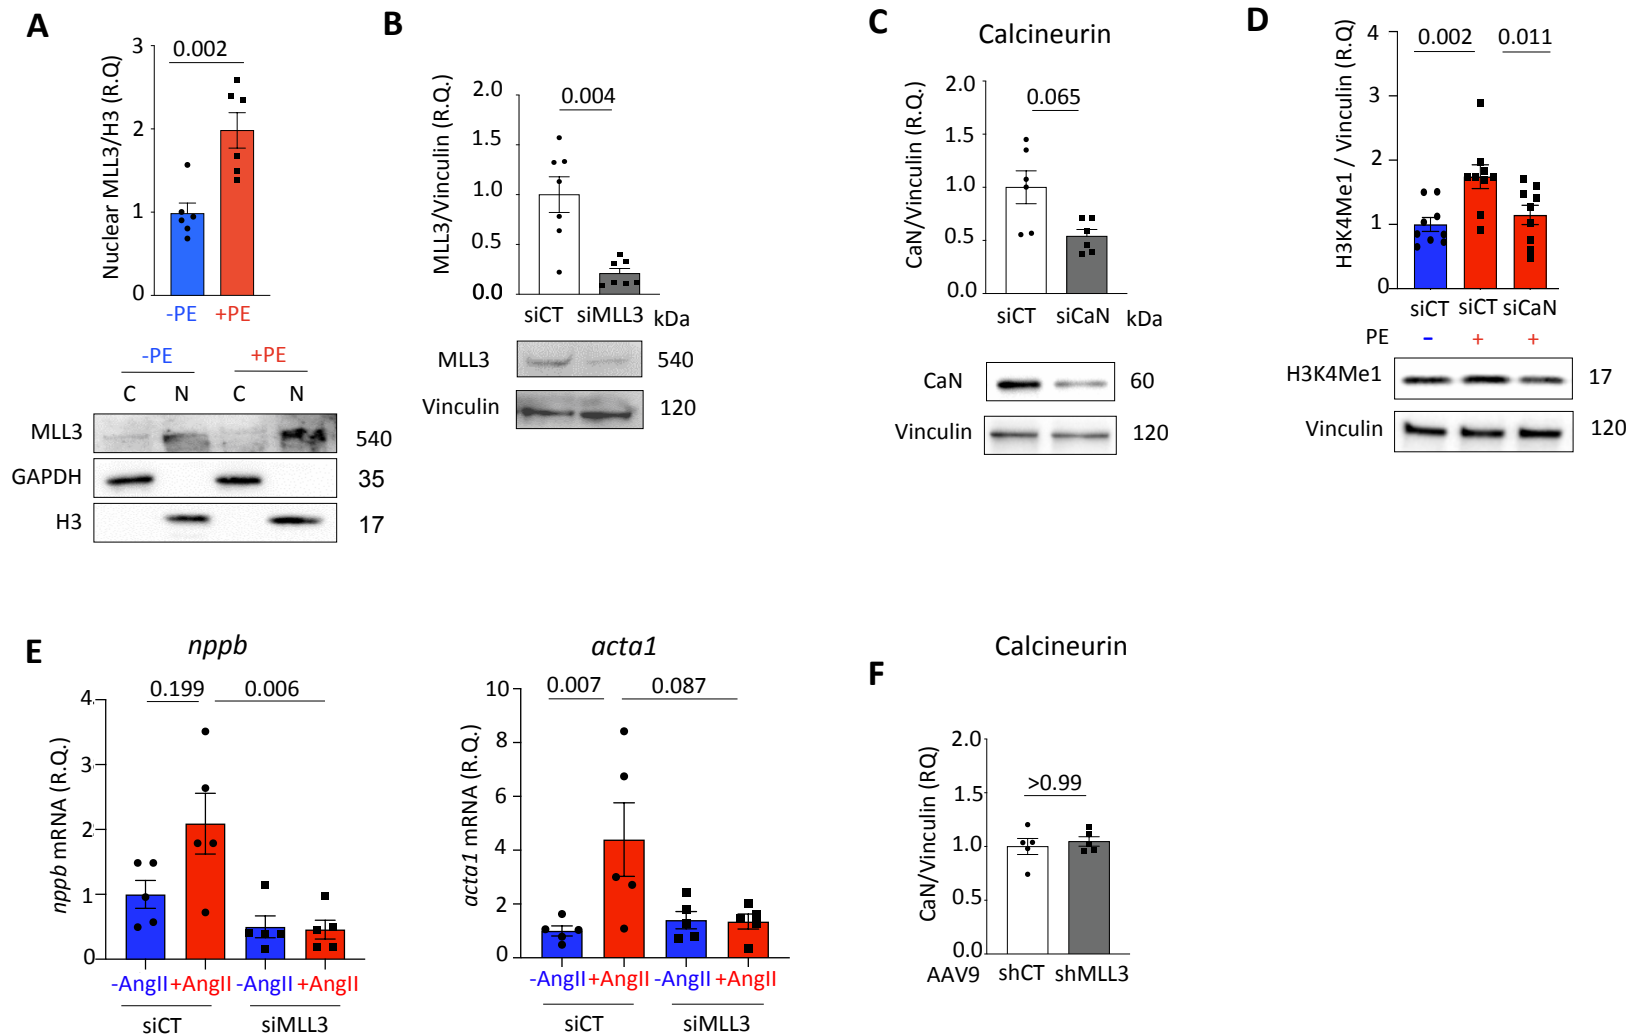 A
0.002
Nuclear MLL3/H3 (R.Q)
3
2
1
0
-PE +PE
-PE +PE
C N C N
MLL3 540
GAPDH 35
H3 17
B
0.004
MLL3/Vinculin (R.Q.)
2.0
1.5
1.0
0.5
0.0
siCT siMLL3 kDa
MLL3 540
Vinculin 120
C
Calcineurin
0.065
CaN/Vinculin (R.Q.)
2.0
1.5
1.0
0.5
0.0
siCT siCaN kDa
CaN 60
Vinculin 120
D
0.002 0.011
H3K4Me1 / Vinculin (R.Q)
4
3
2
1
0
siCT siCT siCaN
PE - + +
H3K4Me1 17
Vinculin 120
E
nppb
0.199 0.006
nppb mRNA (R.Q.)
4
3
2
1
0
-AngII +AngII -AngII +AngII
siCT siMLL3
acta1
0.007 0.087
acta1 mRNA (R.Q.)
10
8
6
4
2
0
-AngII +AngII -AngII +AngII
siCT siMLL3
F
Calcineurin
>0.99
CaN/Vinculin (RQ)
2.0
1.5
1.0
0.5
0.0
AAV9 shCT shMLL3